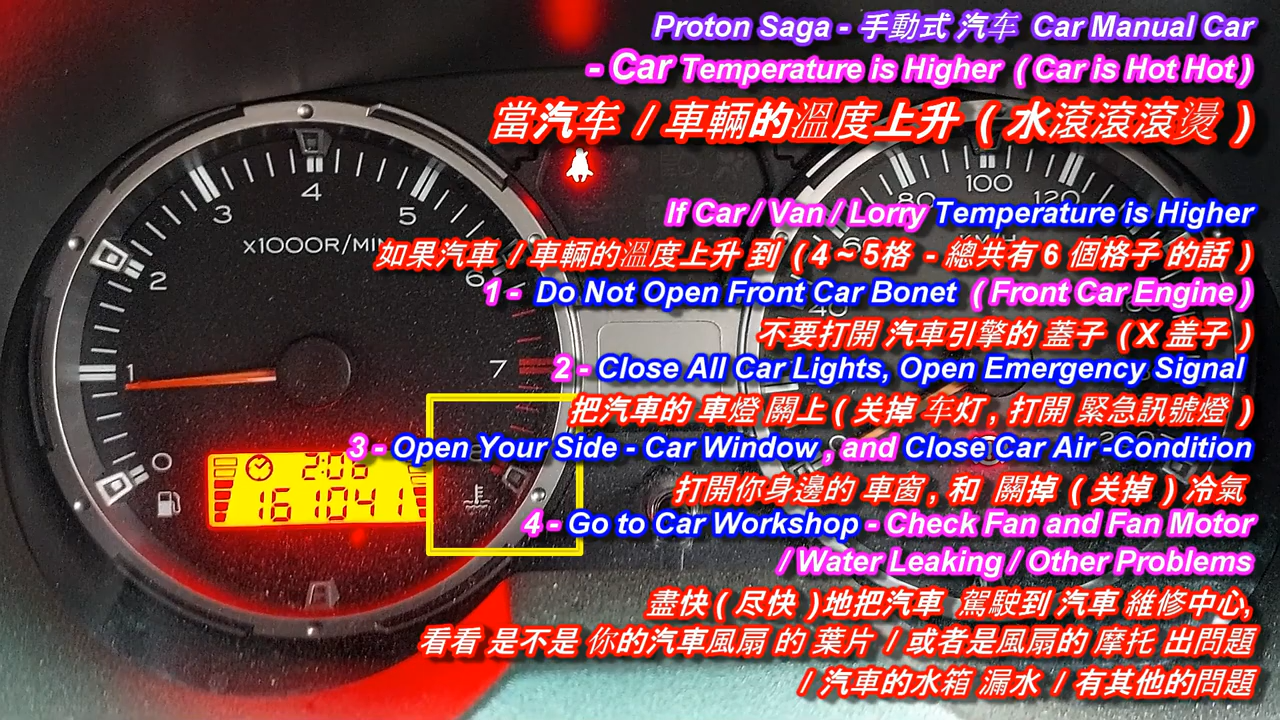 Proton Saga - 手動式 汽车 Car Manual Car
- Car Temperature is Higher ( Car is Hot Hot )
當汽车 / 車輛的溫度上升 ( 水滾滾滾燙 )
If Car / Van / Lorry Temperature is Higher
如果汽車 / 車輛的溫度上升 到 ( 4 ~ 5格 - 總共有 6 個格子 的話 )
1 - Do Not Open Front Car Bonet ( Front Car Engine )
不要打開 汽車引擎的 蓋子 ( X 盖子 )
2 - Close All Car Lights, Open Emergency Signal
把汽車的 車燈 關上 ( 关掉 车灯 , 打開 緊急訊號燈 )
3 - Open Your Side - Car Window , and Close Car Air -Condition
打開你身邊的 車窗 , 和 關掉 ( 关掉 ) 冷氣
4 - Go to Car Workshop - Check Fan and Fan Motor
/ Water Leaking / Other Problems
盡快 ( 尽快 )地把汽車 駕駛到 汽車 維修中心,
看看 是不是 你的汽車風扇 的 葉片 / 或者是風扇的 摩托 出問題
/ 汽車的水箱 漏水 / 有其他的問題
1
2
3
4
5
6
7
x1000R/MIN
2:06
161041
40
60
80
100
120
KM/H